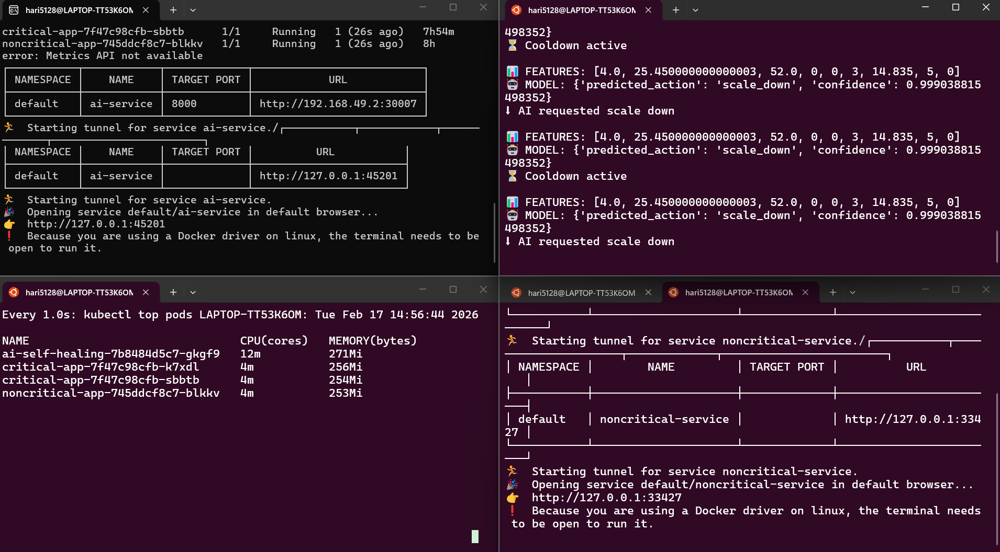 hari5128@LAPTOP-TT53K6OM
critical-app-7f47c98cfb-sbbtb 1/1 Running 1 (26s ago) 7h54m
noncritical-app-745ddcf8c7-blkkv 1/1 Running 1 (26s ago) 8h
error: Metrics API not available
NAMESPACE NAME TARGET PORT URL
default ai-service 8000 http://192.168.49.2:30007
🏃 Starting tunnel for service ai-service./
NAMESPACE NAME TARGET PORT URL
default ai-service http://127.0.0.1:45201
🏃 Starting tunnel for service ai-service.
🎉 Opening service default/ai-service in default browser...
👉 http://127.0.0.1:45201
❗ Because you are using a Docker driver on linux, the terminal needs to be
open to run it.
hari5128@LAPTOP-TT53K6OM
498352}
⏳ Cooldown active
📊 FEATURES: [4.0, 25.450000000000003, 52.0, 0, 0, 3, 14.835, 5, 0]
🤖 MODEL: {'predicted_action': 'scale_down', 'confidence': 0.999038815
498352}
⬇ AI requested scale down
📊 FEATURES: [4.0, 25.450000000000003, 52.0, 0, 0, 3, 14.835, 5, 0]
🤖 MODEL: {'predicted_action': 'scale_down', 'confidence': 0.999038815
498352}
⏳ Cooldown active
📊 FEATURES: [4.0, 25.450000000000003, 52.0, 0, 0, 3, 14.835, 5, 0]
🤖 MODEL: {'predicted_action': 'scale_down', 'confidence': 0.999038815
498352}
⬇ AI requested scale down
hari5128@LAPTOP-TT53K6OM
Every 1.0s: kubectl top pods LAPTOP-TT53K6OM: Tue Feb 17 14:56:44 2026
NAME CPU(cores) MEMORY(bytes)
ai-self-healing-7b8484d5c7-gkgf9 12m 271Mi
critical-app-7f47c98cfb-k7xdl 4m 256Mi
critical-app-7f47c98cfb-sbbtb 4m 254Mi
noncritical-app-745ddcf8c7-blkkv 4m 253Mi
hari5128@LAPTOP-TT53K6OM hari5128@LAPTOP-TT53K6OM
🏃 Starting tunnel for service noncritical-service./
NAMESPACE NAME TARGET PORT URL
default noncritical-service http://127.0.0.1:334
27
🏃 Starting tunnel for service noncritical-service.
🎉 Opening service default/noncritical-service in default browser...
👉 http://127.0.0.1:33427
❗ Because you are using a Docker driver on linux, the terminal needs
to be open to run it.